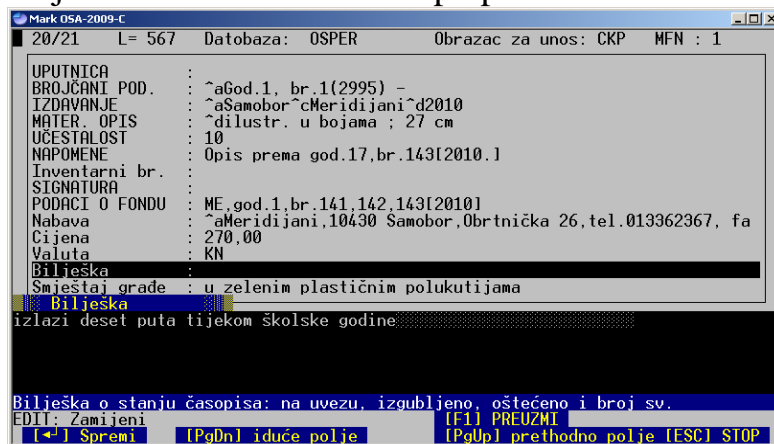 Mark OSA-2009-C
20/21 L= 567 Datobaza: OSPER Obrazac za unos: CKP MFN : 1
UPUTNICA :
BROJČANI POD. : ^aGod.1, br.1(2995) -
IZDAVANJE : ^aSamobor^cMeridijani^d2010
MATER. OPIS : ^dilustr. u bojama ; 27 cm
UČESTALOST : 10
NAPOMENE : Opis prema god.17,br.143[2010.]
Inventarni br. :
SIGNATURA :
PODACI O FONDU : ME,god.1,br.141,142,143[2010]
Nabava : ^aMeridijani,10430 Samobor,Obrtnička 26,tel.013362367, fa
Cijena : 270,00
Valuta : KN
Bilješka :
Smještaj građe : u zelenim plastičnim polukutijama
Bilješka
izlazi deset puta tijekom školske godine
Bilješka o stanju časopisa: na uvezu, izgubljeno, oštećeno i broj sv.
EDIT: Zamijeni [F1] PREUZMI
[◄┘] Spremi [PgDn] iduće polje [PgUp] prethodno polje [ESC] STOP